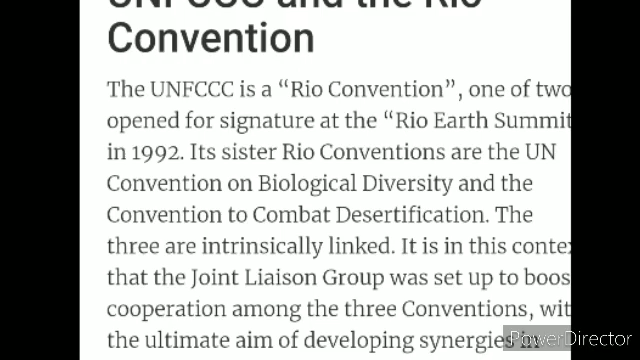 UNFCCC and the Rio
Convention
The UNFCCC is a “Rio Convention”, one of two
opened for signature at the “Rio Earth Summit
in 1992. Its sister Rio Conventions are the UN
Convention on Biological Diversity and the
Convention to Combat Desertification. The
three are intrinsically linked. It is in this contex
that the Joint Liaison Group was set up to boos
cooperation among the three Conventions, wit
the ultimate aim of developing synergies in
PowerDirector